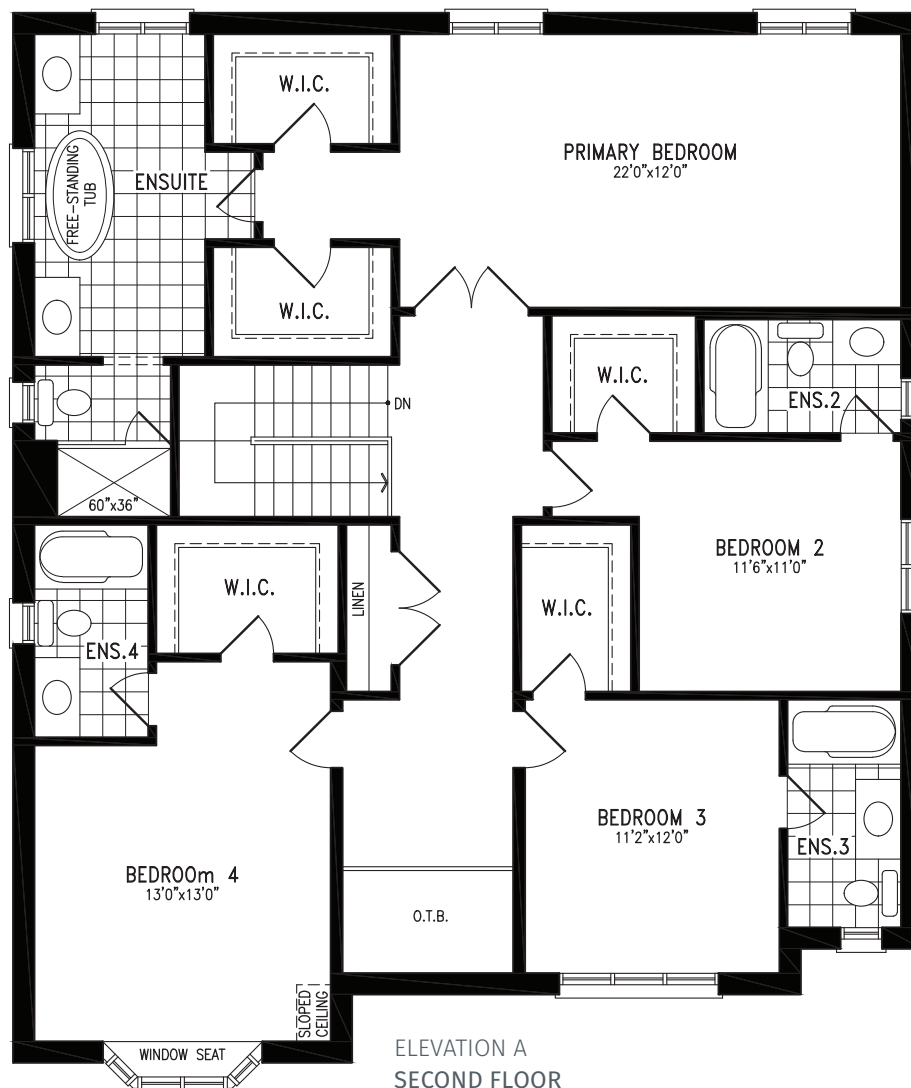 W.I.C.
PRIMARY BEDROOM
22'0"x12'0"
FREE-STANDING
TUB
ENSUITE
W.I.C.
W.I.C.
ENS.2
DN
60"x36"
BEDROOM 2
11'6"x11'0"
W.I.C.
LINEN
W.I.C.
ENS.4
BEDROOM 3
11'2"x12'0"
ENS.3
BEDROOm 4
13'0"x13'0"
O.T.B.
SLOPED
CEILING
WINDOW SEAT
ELEVATION A
SECOND FLOOR